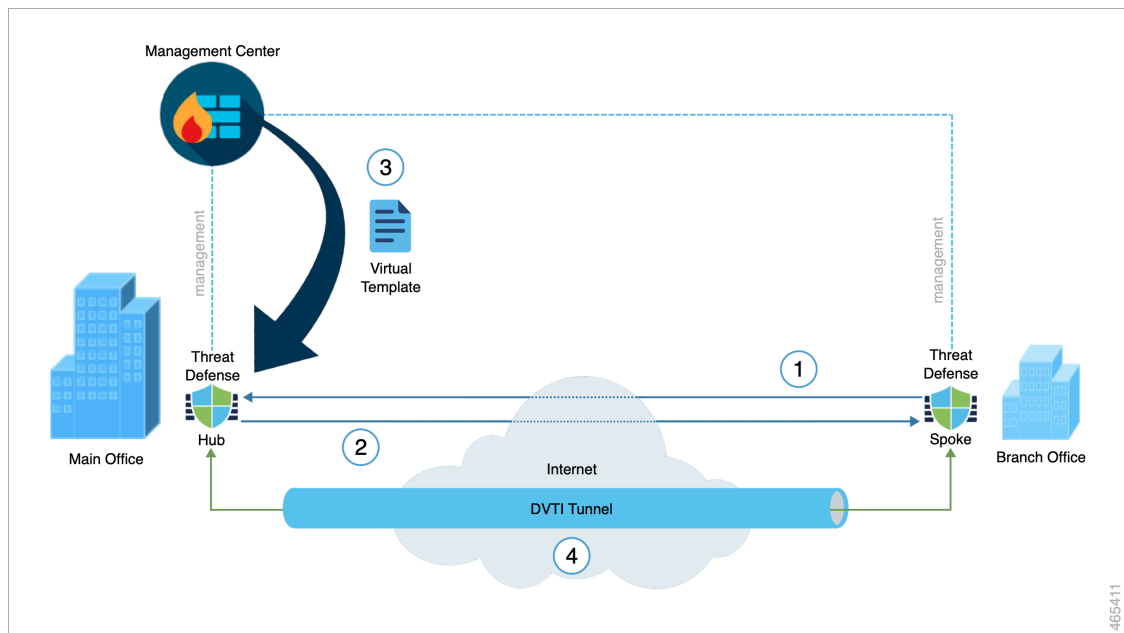 Management Center
3
Virtual
Template
management
management
Threat
Defense
Hub
Main Office
1
2
Threat
Defense
Spoke
Branch Office
Internet
DVTI Tunnel
4
465411